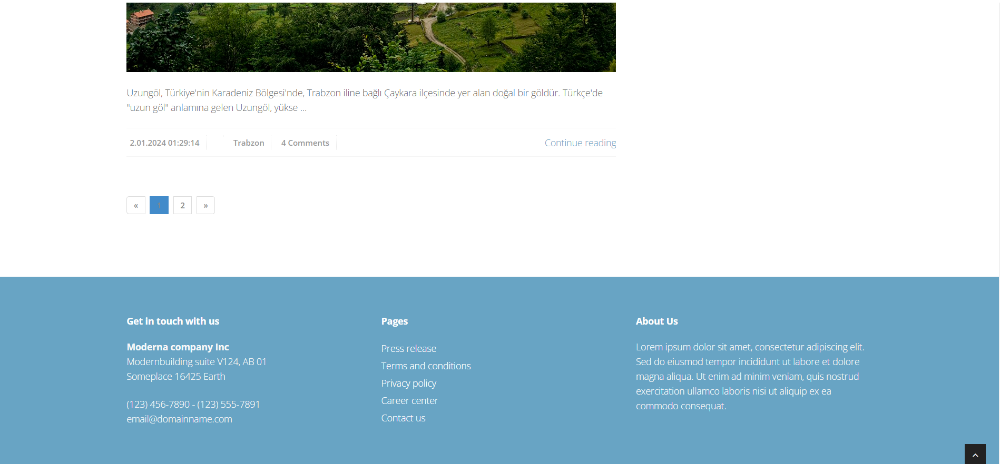 Uzungöl, Türkiye'nin Karadeniz Bölgesi'nde, Trabzon iline bağlı Çaykara ilçesinde yer alan doğal bir göldür. Türkçe'de
"uzun göl" anlamına gelen Uzungöl, yükse ...
2.01.2024 01:29:14 Trabzon 4 Comments Continue reading
« 1 2 »
Get in touch with us
Moderna company Inc
Modernbuilding suite V124, AB 01
Someplace 16425 Earth
(123) 456-7890 - (123) 555-7891
email@domainname.com
Pages
Press release
Terms and conditions
Privacy policy
Career center
Contact us
About Us
Lorem ipsum dolor sit amet, consectetur adipiscing elit.
Sed do eiusmod tempor incididunt ut labore et dolore
magna aliqua. Ut enim ad minim veniam, quis nostrud
exercitation ullamco laboris nisi ut aliquip ex ea
commodo consequat.